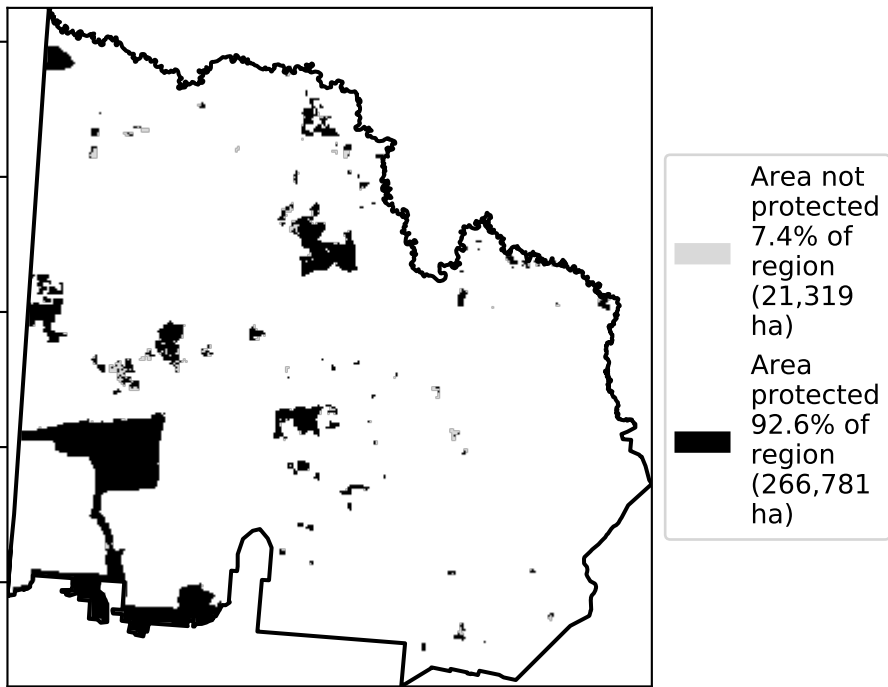 Area not
protected
7.4% of
region
(21,319
ha)
Area
protected
92.6% of
region
(266,781
ha)